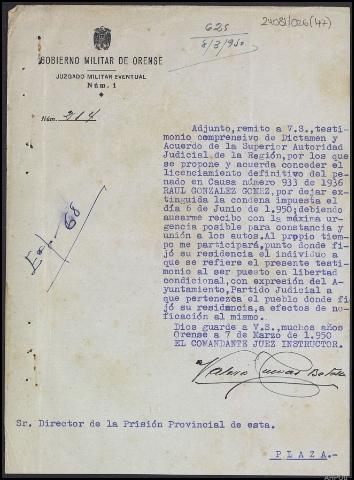 625
8/3/950
24081/026(47)
GOBIERNO MILITAR DE ORENSE
JUZGADO MILITAR EVENTUAL
Núm. 1
Núm. 214
Adjunto, remito a V.S., testi-
monio comprensivo de Dictamen y
Acuerdo de la Superior Autoridad
Judicial de la Región, por los que
se propone y acuerda conceder el
licenciamiento definitivo del pe-
nado en Causa número 933 de 1936
RAUL GONZALEZ GOMEZ, por dejar ex-
tinguida la condena impuesta el
día 6 de Junio de 1.950; debiendo
ausarme recibo con la máxima ur-
gencia posible para constancia y
unión a los autos. Al propio tiem-
po me participará, punto donde fi-
jó su residencia el individuo a
que se refiere el presente testi-
monio al ser puesto en libertad
condicional, con expresión del A-
yuntamiento, Partido Judicial a
que pertenezca el pueblo donde fi
jó su residancia, a efectos de no-
ficación al mismo.
Dios guarde a V.S., muchos años
Orense a 7 de Marzo de 1.950
EL COMANDANTE JUEZ INSTRUCTOR.
68
Sr. Director de la Prisión Provincial de esta.
P L A Z A.-